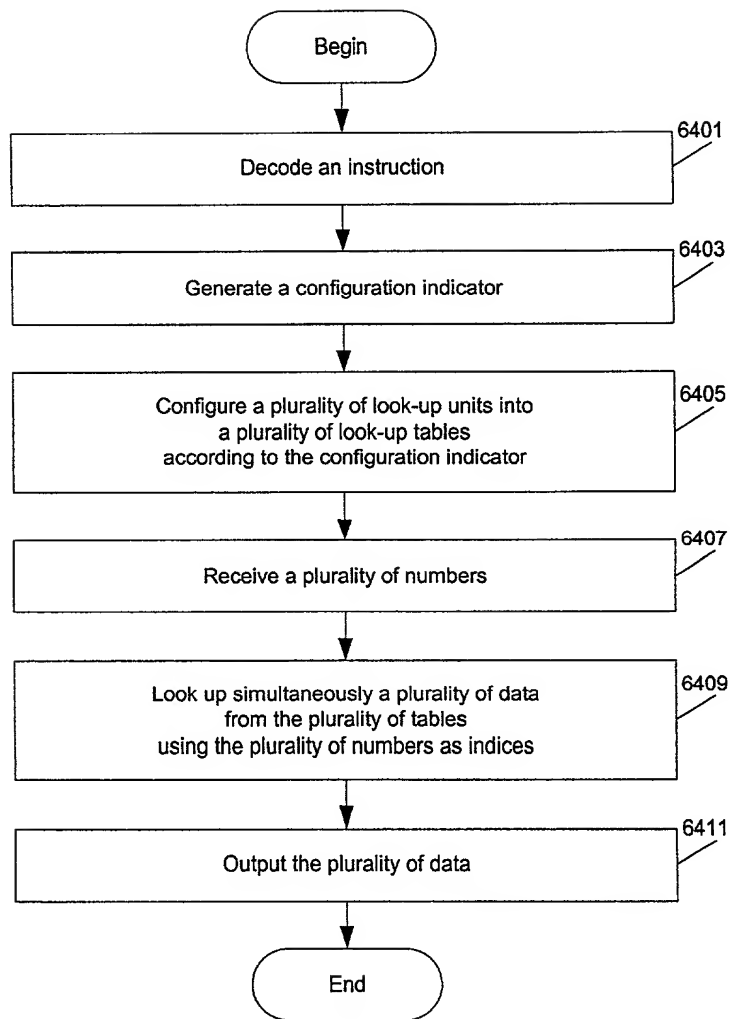 Begin
6401
Decode an instruction
6403
Generate a configuration indicator
6405
Configure a plurality of look-up units into
a plurality of look-up tables
according to the configuration indicator
6407
Receive a plurality of numbers
6409
Look up simultaneously a plurality of data
from the plurality of tables
using the plurality of numbers as indices
6411
Output the plurality of data
End